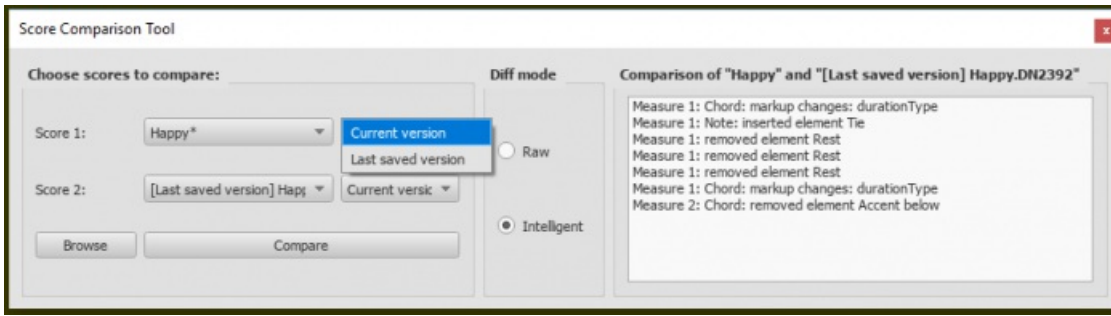 Score Comparison Tool
x
Choose scores to compare:
Score 1:
Happy*
Current version
Last saved version
Score 2:
[Last saved version] Happ
Current versic
Browse
Compare
Diff mode
Raw
Intelligent
Comparison of "Happy" and "[Last saved version] Happy.DN2392"
Measure 1: Chord: markup changes: durationType
Measure 1: Note: inserted element Tie
Measure 1: removed element Rest
Measure 1: removed element Rest
Measure 1: removed element Rest
Measure 1: Chord: markup changes: durationType
Measure 2: Chord: removed element Accent below